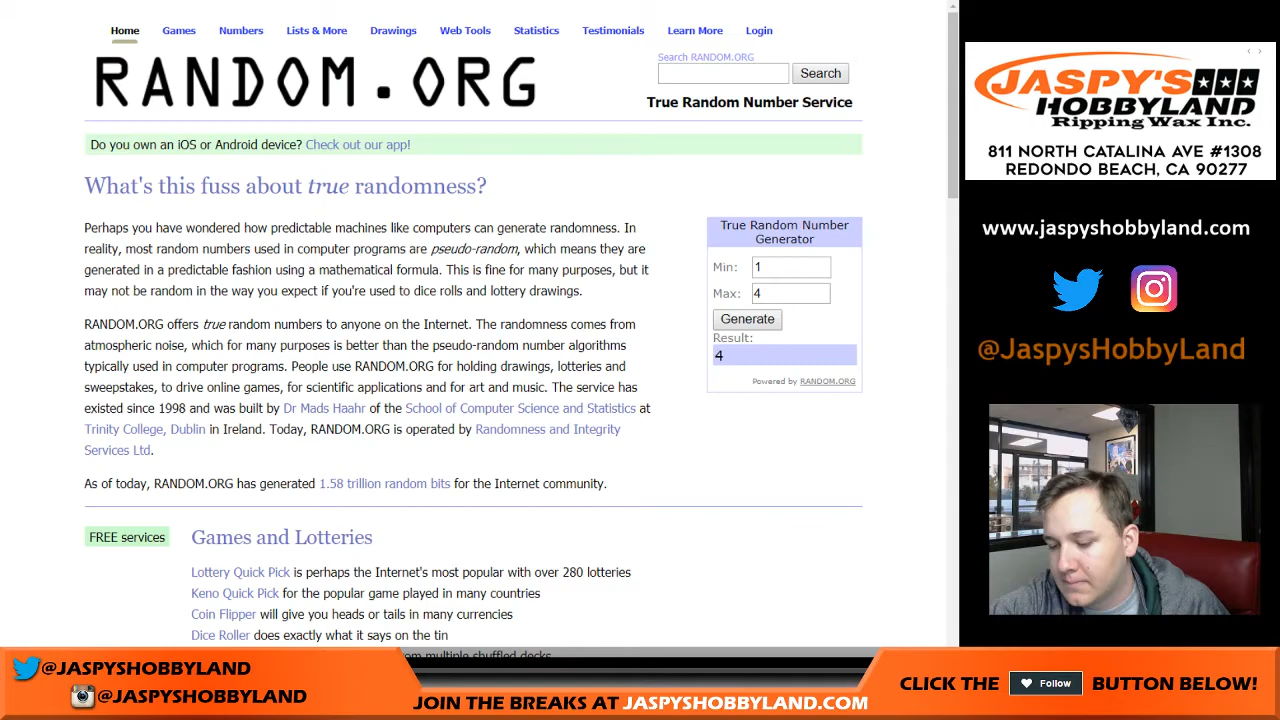 Home Games Numbers Lists & More Drawings Web Tools Statistics Testimonials Learn More Login
RANDOM.ORG
Search RANDOM.ORG
Search
True Random Number Service
Do you own an iOS or Android device? Check out our app!
What's this fuss about true randomness?
Perhaps you have wondered how predictable machines like computers can generate randomness. In
reality, most random numbers used in computer programs are pseudo-random, which means they are
generated in a predictable fashion using a mathematical formula. This is fine for many purposes, but it
may not be random in the way you expect if you're used to dice rolls and lottery drawings.
RANDOM.ORG offers true random numbers to anyone on the Internet. The randomness comes from
atmospheric noise, which for many purposes is better than the pseudo-random number algorithms
typically used in computer programs. People use RANDOM.ORG for holding drawings, lotteries and
sweepstakes, to drive online games, for scientific applications and for art and music. The service has
existed since 1998 and was built by Dr Mads Haahr of the School of Computer Science and Statistics at
Trinity College, Dublin in Ireland. Today, RANDOM.ORG is operated by Randomness and Integrity
Services Ltd.
As of today, RANDOM.ORG has generated 1.58 trillion random bits for the Internet community.
True Random Number
Generator
Min: 1
Max: 4
Generate
Result:
4
Powered by RANDOM.ORG
FREE services
Games and Lotteries
Lottery Quick Pick is perhaps the Internet's most popular with over 280 lotteries
Keno Quick Pick for the popular game played in many countries
Coin Flipper will give you heads or tails in many currencies
Dice Roller does exactly what it says on the tin
JASPY'S
HOBBYLAND
Ripping Wax Inc.
811 NORTH CATALINA AVE #1308
REDONDO BEACH, CA 90277
www.jaspyshobbyland.com
@JaspysHobbyLand
@JASPYSHOBBYLAND
@JASPYSHOBBYLAND
JOIN THE BREAKS AT JASPYSHOBBYLAND.COM
CLICK THE Follow BUTTON BELOW!